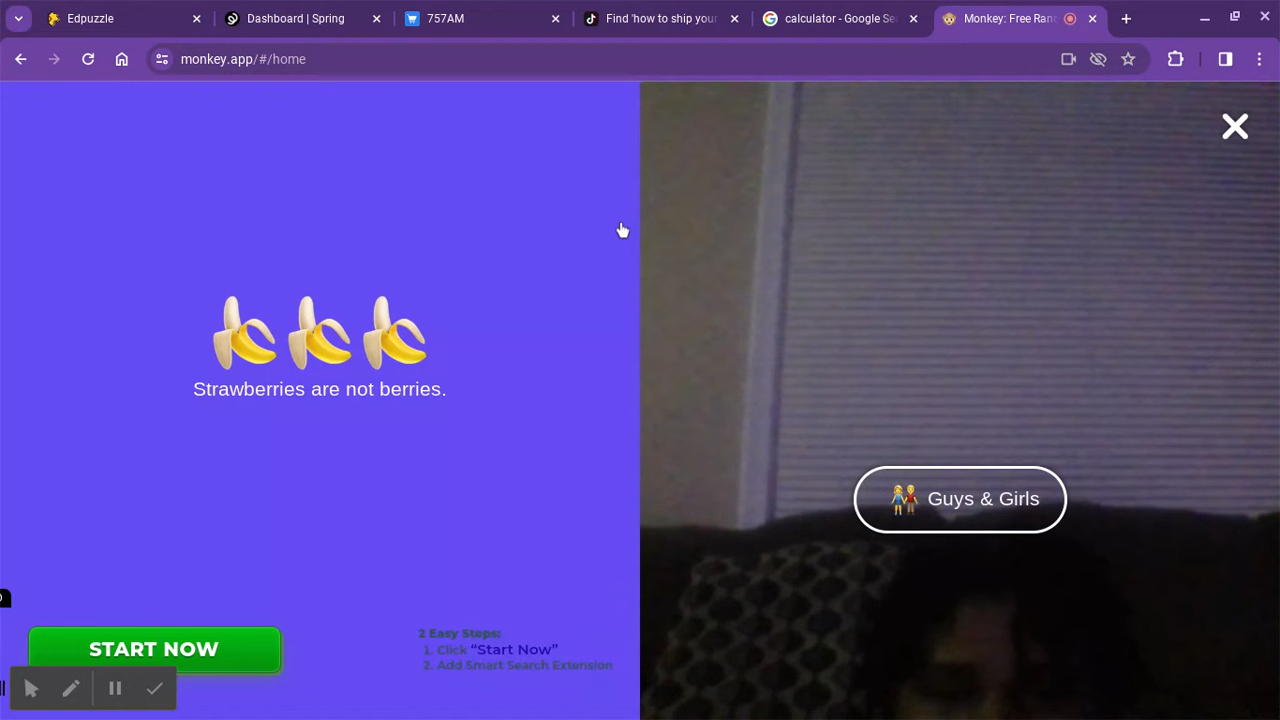 Edpuzzle
Dashboard | Spring
757AM
Find 'how to ship your
calculator - Google Sea
Monkey: Free Ran
monkey.app/#/home
Strawberries are not berries.
Guys & Girls
START NOW
2 Easy Steps:
1. Click “Start Now”
2. Add Smart Search Extension